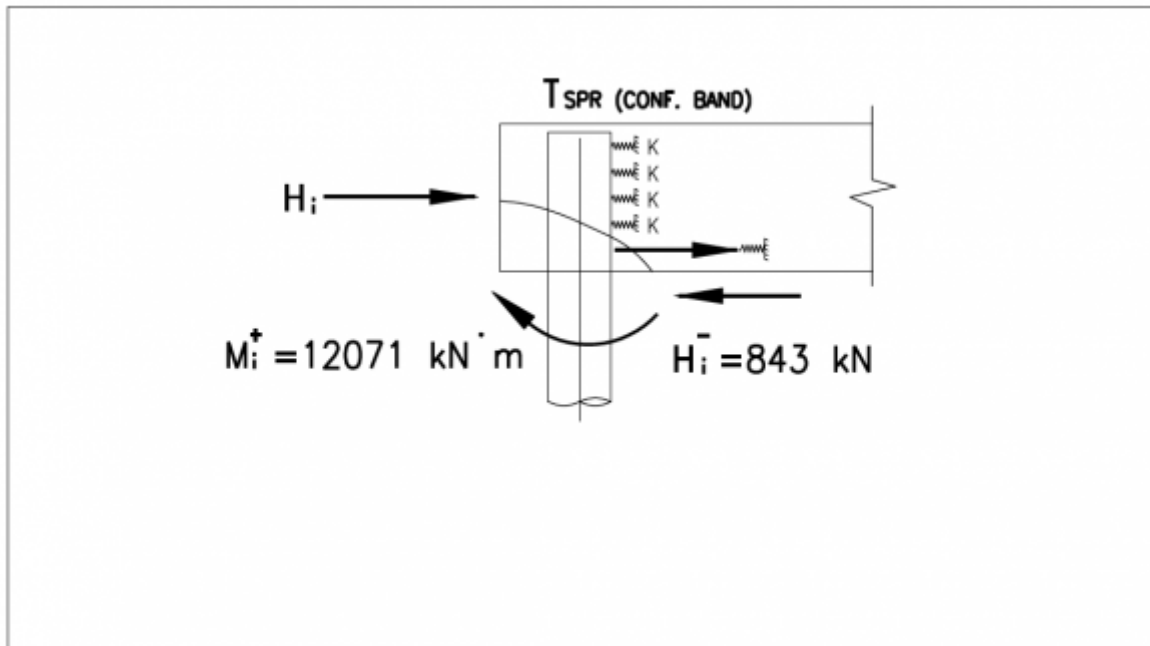 TSPR (CONF. BAND)
K
K
Hi
K
K
Mi+ = 12071 kN·m
Hi- = 843 kN